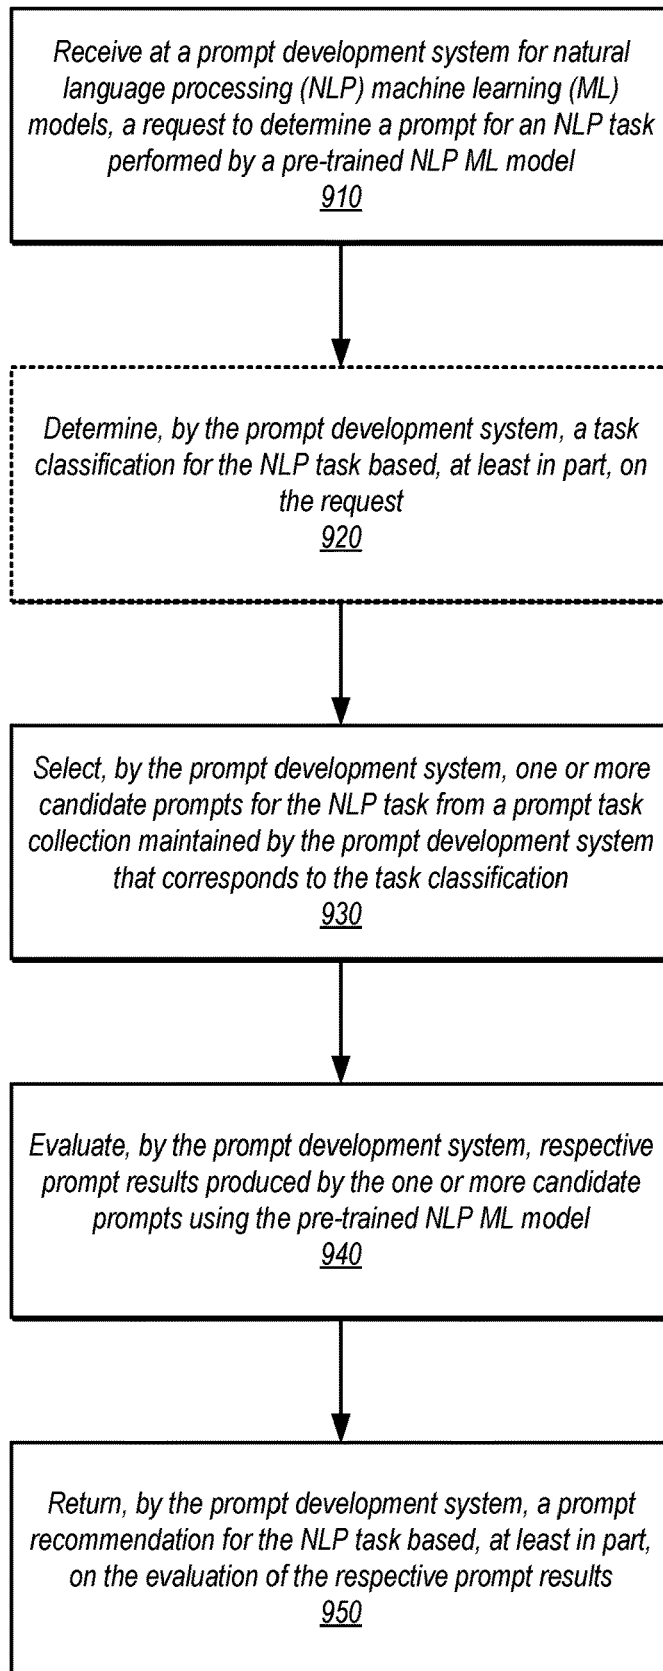 Receive at a prompt development system for natural
language processing (NLP) machine learning (ML)
models, a request to determine a prompt for an NLP task
performed by a pre-trained NLP ML model
910
Determine, by the prompt development system, a task
classification for the NLP task based, at least in part, on
the request
920
Select, by the prompt development system, one or more
candidate prompts for the NLP task from a prompt task
collection maintained by the prompt development system
that corresponds to the task classification
930
Evaluate, by the prompt development system, respective
prompt results produced by the one or more candidate
prompts using the pre-trained NLP ML model
940
Return, by the prompt development system, a prompt
recommendation for the NLP task based, at least in part,
on the evaluation of the respective prompt results
950